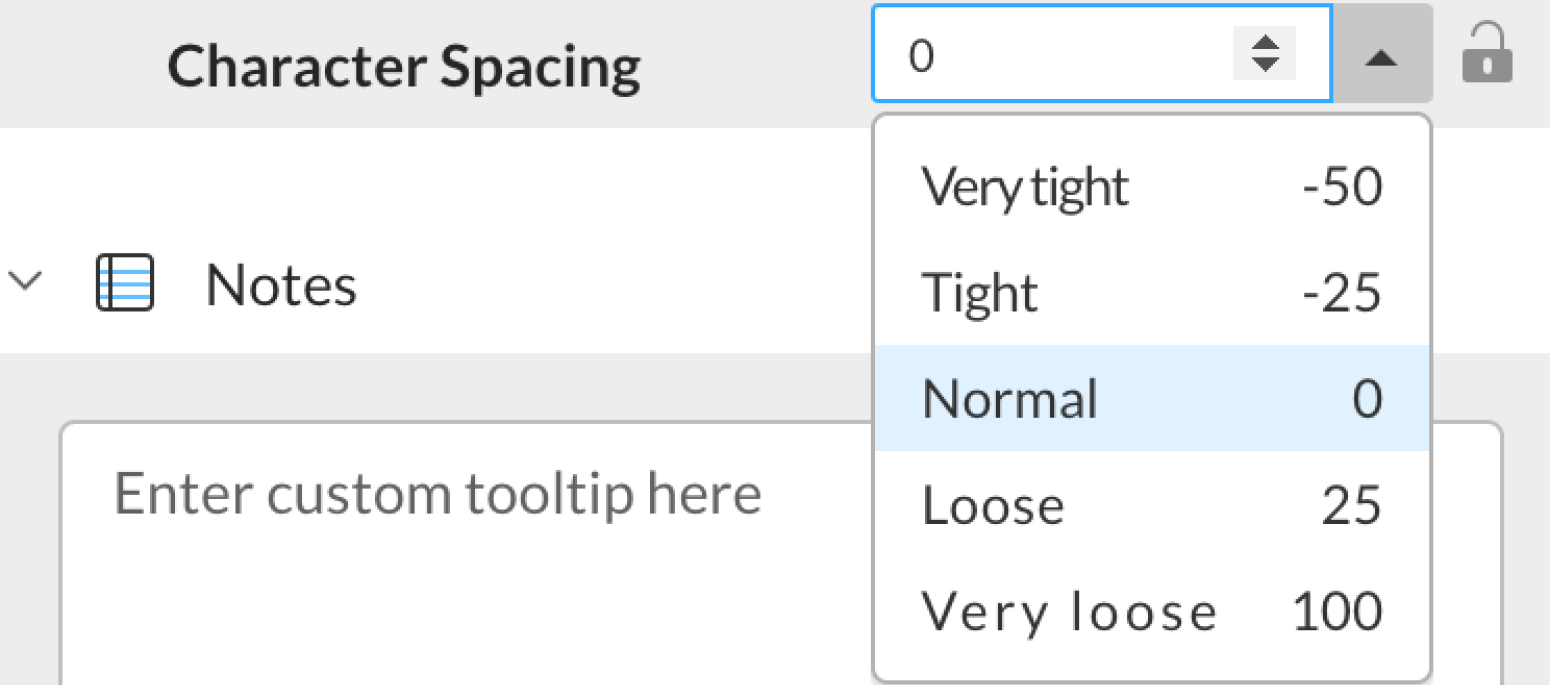 Character Spacing 0
Very tight -50
Notes
Tight -25
Normal 0
Enter custom tooltip here
Loose 25
Very loose 100